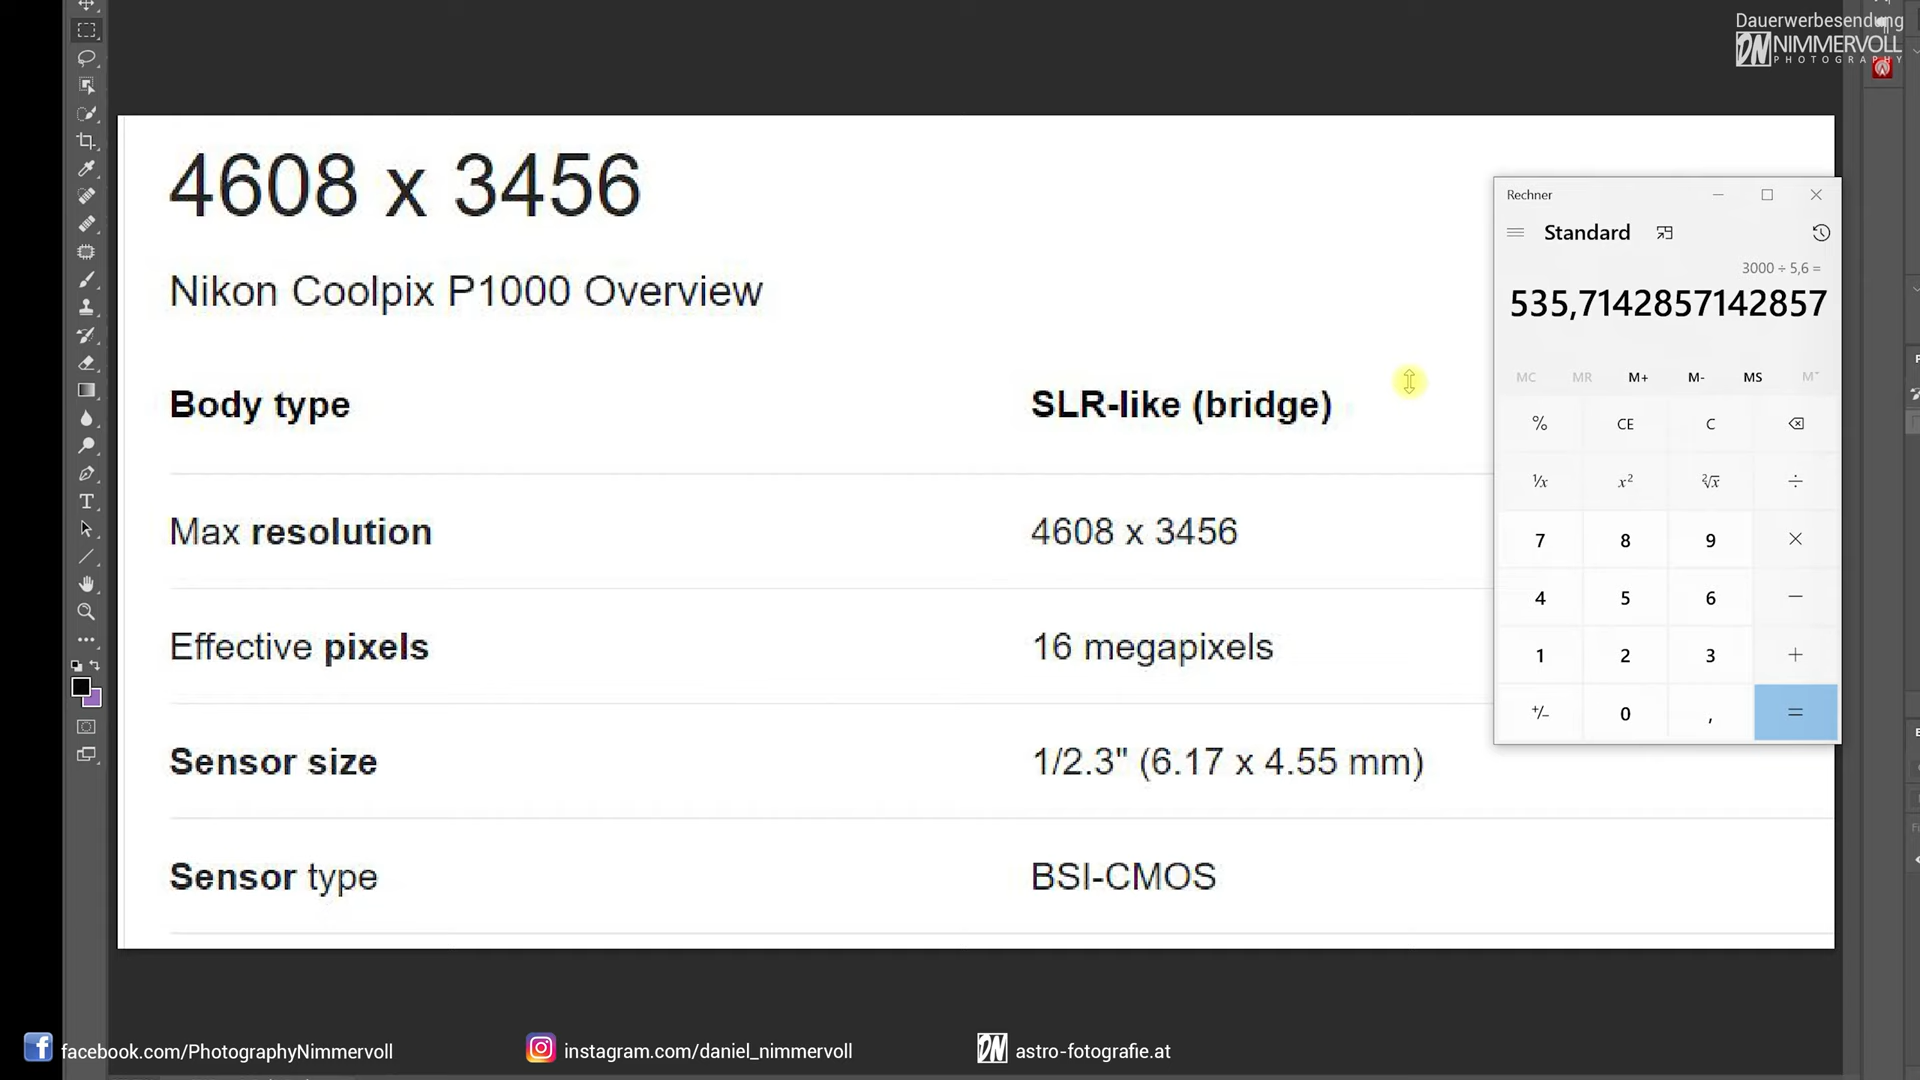 Dauerwerbesendung
DN NIMMERVOLL
PHOTOGRAPHY
4608 x 3456
Nikon Coolpix P1000 Overview
Body type SLR-like (bridge)
Max resolution 4608 x 3456
Effective pixels 16 megapixels
Sensor size 1/2.3" (6.17 x 4.55 mm)
Sensor type BSI-CMOS
Rechner
Standard
3000 ÷ 5,6 =
535,7142857142857
MC MR M+ M- MS M˅
% CE C
¹/x x² ²√x ÷
7 8 9 ×
4 5 6 −
1 2 3 +
+/− 0 , =
facebook.com/PhotographyNimmervoll
instagram.com/daniel_nimmervoll
DN astro-fotografie.at